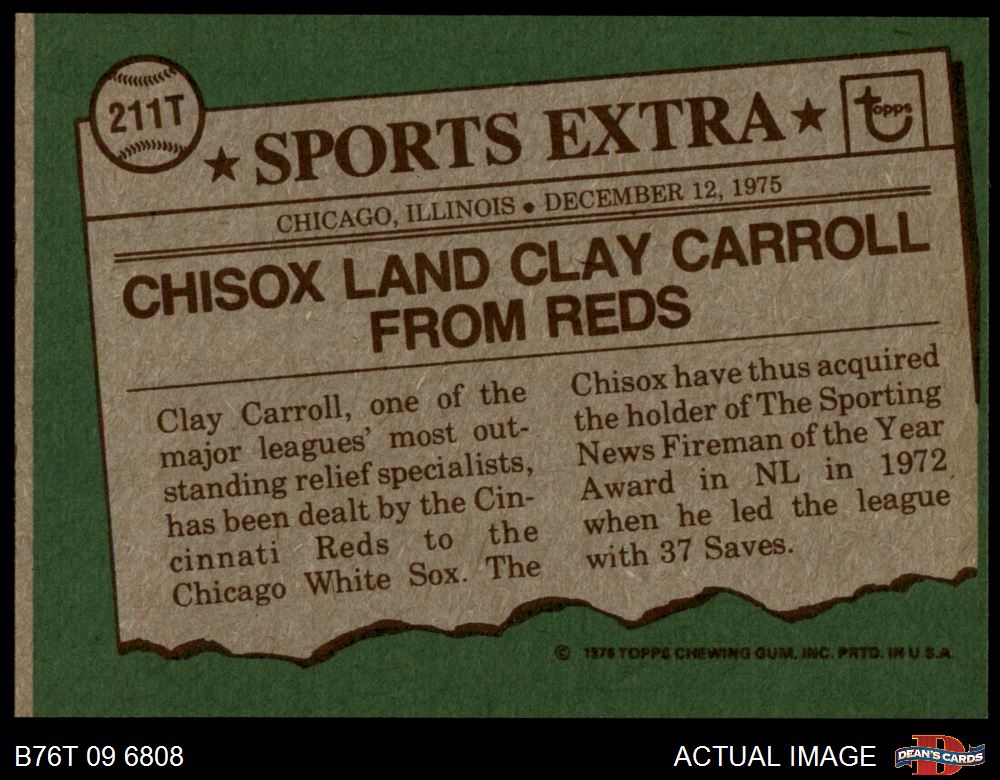 211T
★ SPORTS EXTRA ★
topps
CHICAGO, ILLINOIS • DECEMBER 12, 1975
CHISOX LAND CLAY CARROLL
FROM REDS
Clay Carroll, one of the
major leagues' most out-
standing relief specialists,
has been dealt by the Cin-
cinnati Reds to the
Chicago White Sox. The
Chisox have thus acquired
the holder of The Sporting
News Fireman of the Year
Award in NL in 1972
when he led the league
with 37 Saves.
© 1976 TOPPS CHEWING GUM, INC. PRTD. IN U.S.A.
B76T 09 6808
ACTUAL IMAGE
D
DEAN'S CARDS